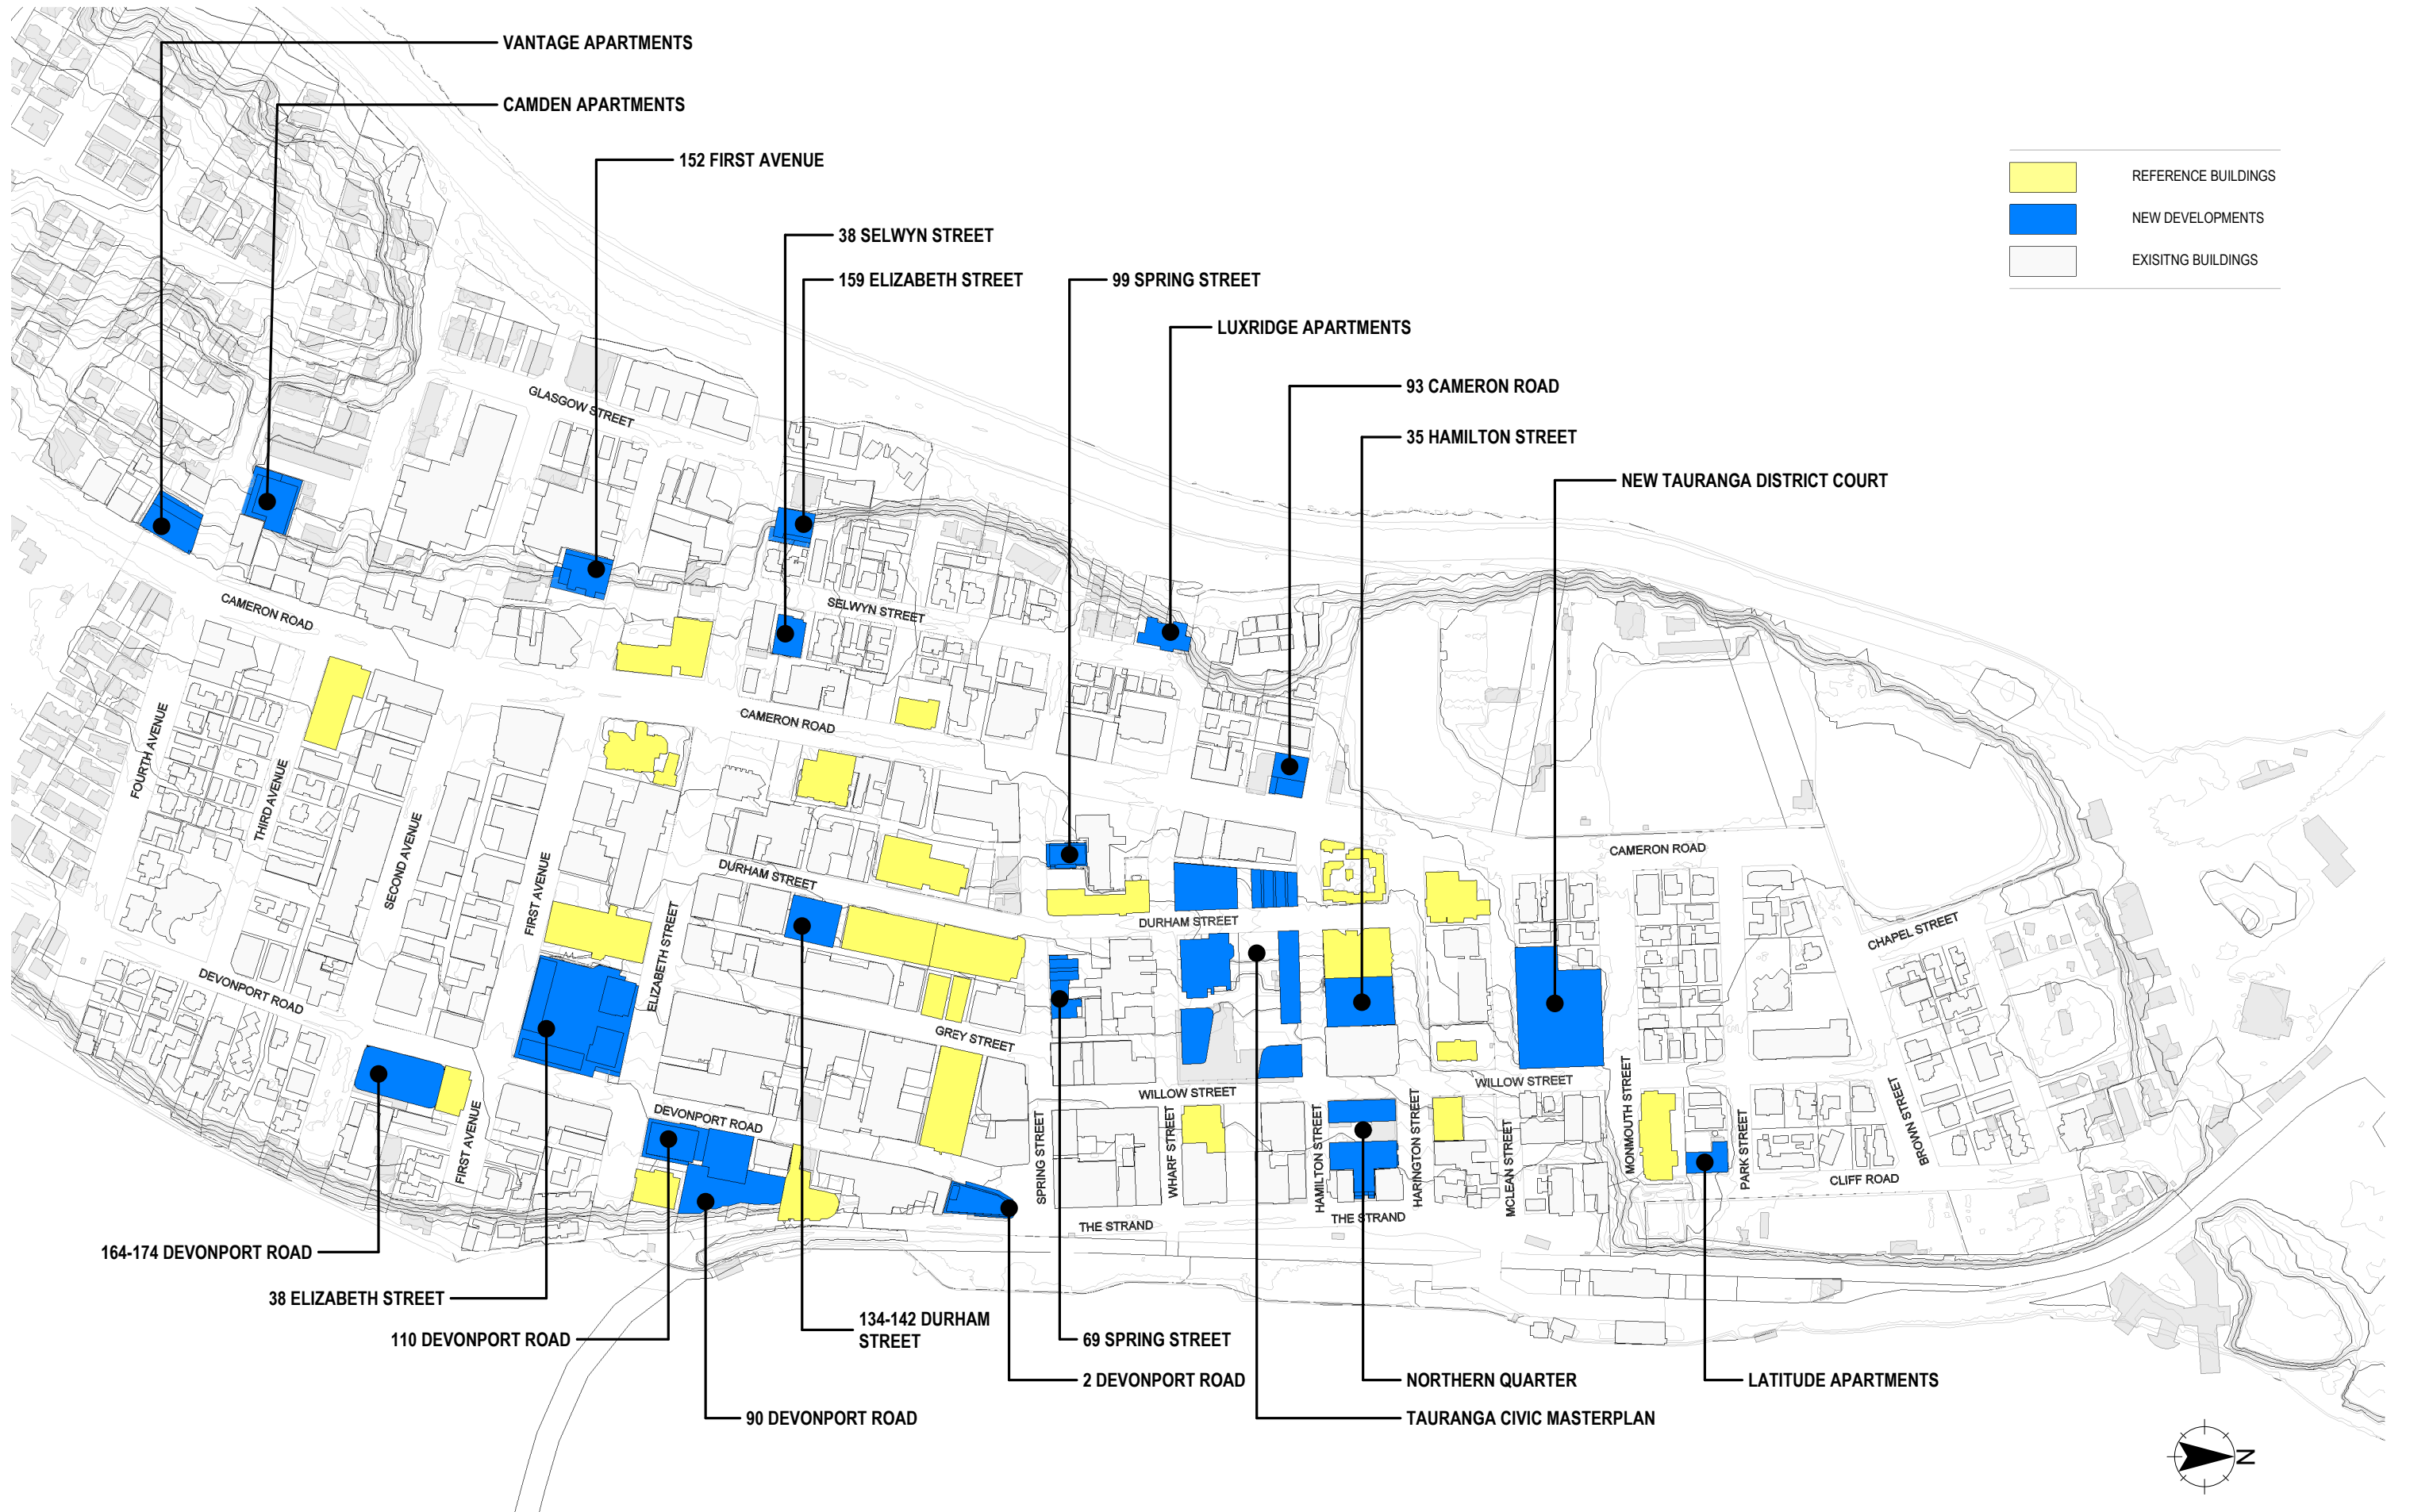 VANTAGE APARTMENTS
CAMDEN APARTMENTS
152 FIRST AVENUE
38 SELWYN STREET
159 ELIZABETH STREET
99 SPRING STREET
LUXRIDGE APARTMENTS
93 CAMERON ROAD
35 HAMILTON STREET
NEW TAURANGA DISTRICT COURT
REFERENCE BUILDINGS
NEW DEVELOPMENTS
EXISITNG BUILDINGS
GLASGOW STREET
CAMERON ROAD
SELWYN STREET
CAMERON ROAD
FOURTH AVENUE
THIRD AVENUE
SECOND AVENUE
FIRST AVENUE
DURHAM STREET
ELIZABETH STREET
DURHAM STREET
CAMERON ROAD
CHAPEL STREET
DEVONPORT ROAD
GREY STREET
WILLOW STREET
WILLOW STREET
DEVONPORT ROAD
FIRST AVENUE
SPRING STREET
WHARF STREET
HAMILTON STREET
HARINGTON STREET
MCLEAN STREET
MONMOUTH STREET
PARK STREET
BROWN STREET
CLIFF ROAD
THE STRAND
THE STRAND
164-174 DEVONPORT ROAD
38 ELIZABETH STREET
110 DEVONPORT ROAD
90 DEVONPORT ROAD
134-142 DURHAM
STREET
69 SPRING STREET
2 DEVONPORT ROAD
NORTHERN QUARTER
TAURANGA CIVIC MASTERPLAN
LATITUDE APARTMENTS
N